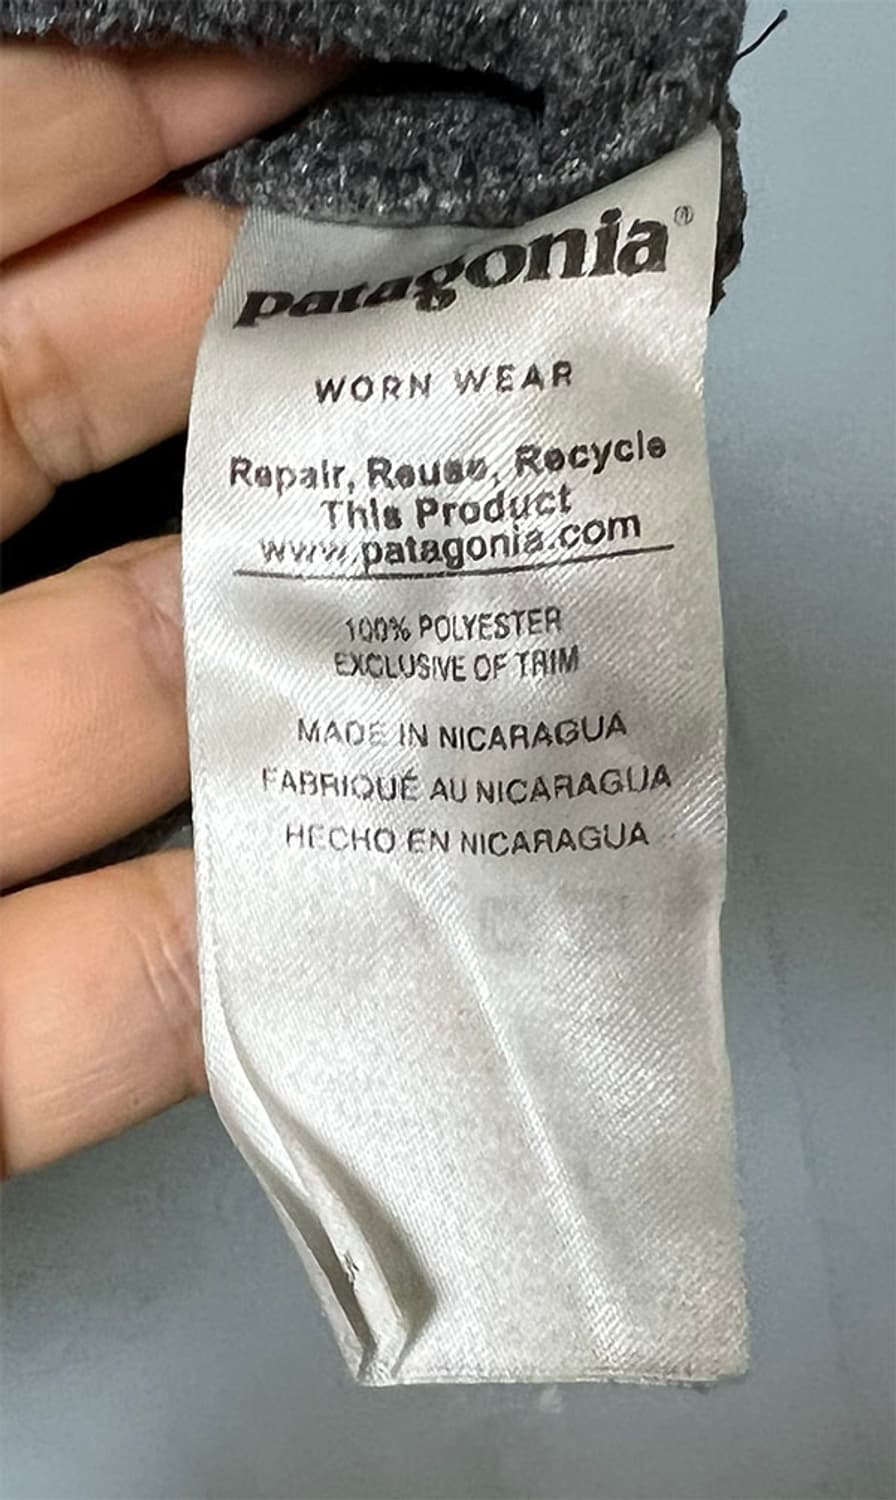 patagonia®
WORN WEAR
Repair, Reuse, Recycle
This Product
www.patagonia.com
100% POLYESTER
EXCLUSIVE OF TRIM
MADE IN NICARAGUA
FABRIQUÉ AU NICARAGUA
HECHO EN NICARAGUA